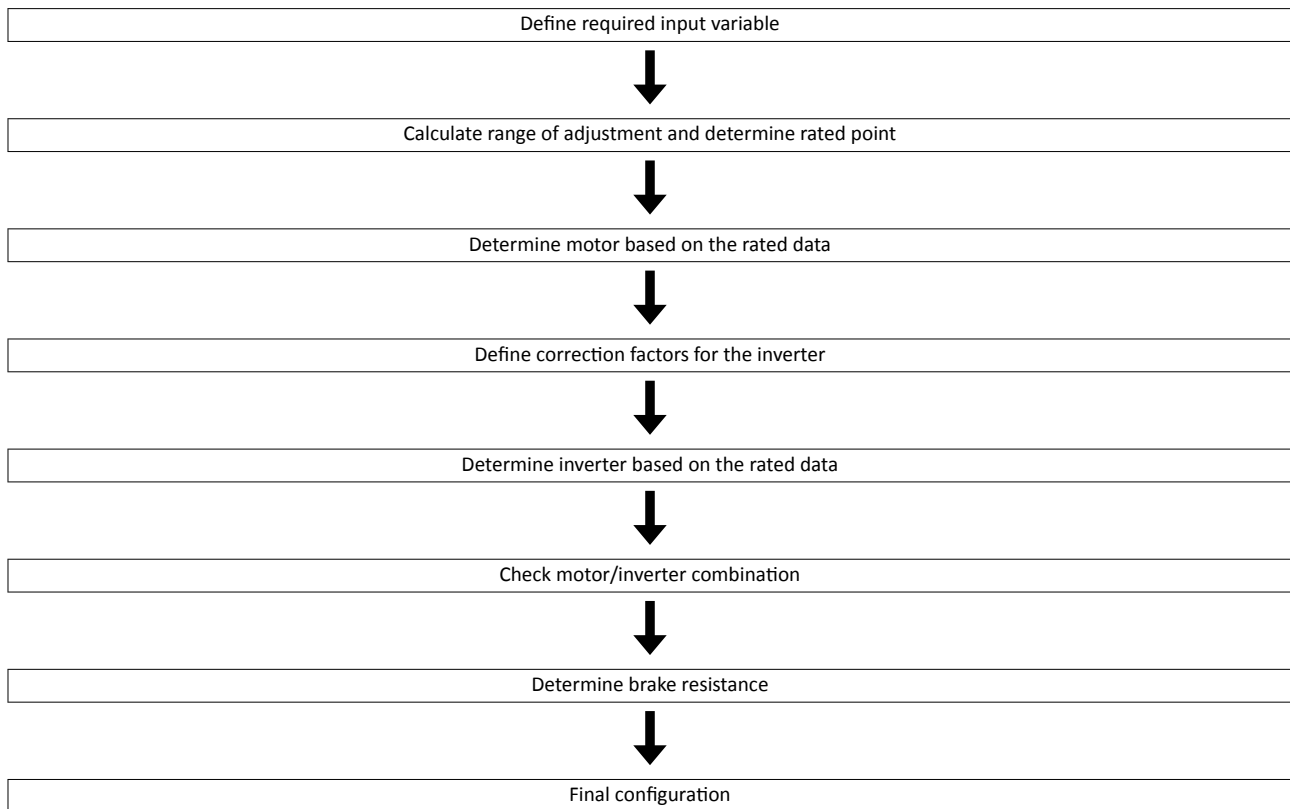 Define required input variable
Calculate range of adjustment and determine rated point
Determine motor based on the rated data
Define correction factors for the inverter
Determine inverter based on the rated data
Check motor/inverter combination
Determine brake resistance
Final configuration